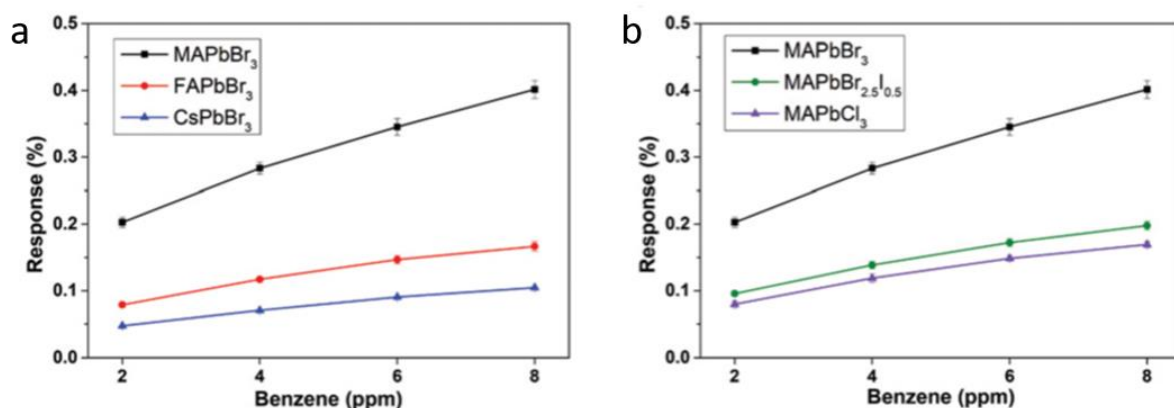 a
0.5
0.4
0.3
0.2
0.1
0.0
Response (%)
MAPbBr₃
FAPbBr₃
CsPbBr₃
2 4 6 8
Benzene (ppm)
b
0.5
0.4
0.3
0.2
0.1
0.0
Response (%)
MAPbBr₃
MAPbBr₂.₅I₀.₅
MAPbCl₃
2 4 6 8
Benzene (ppm)